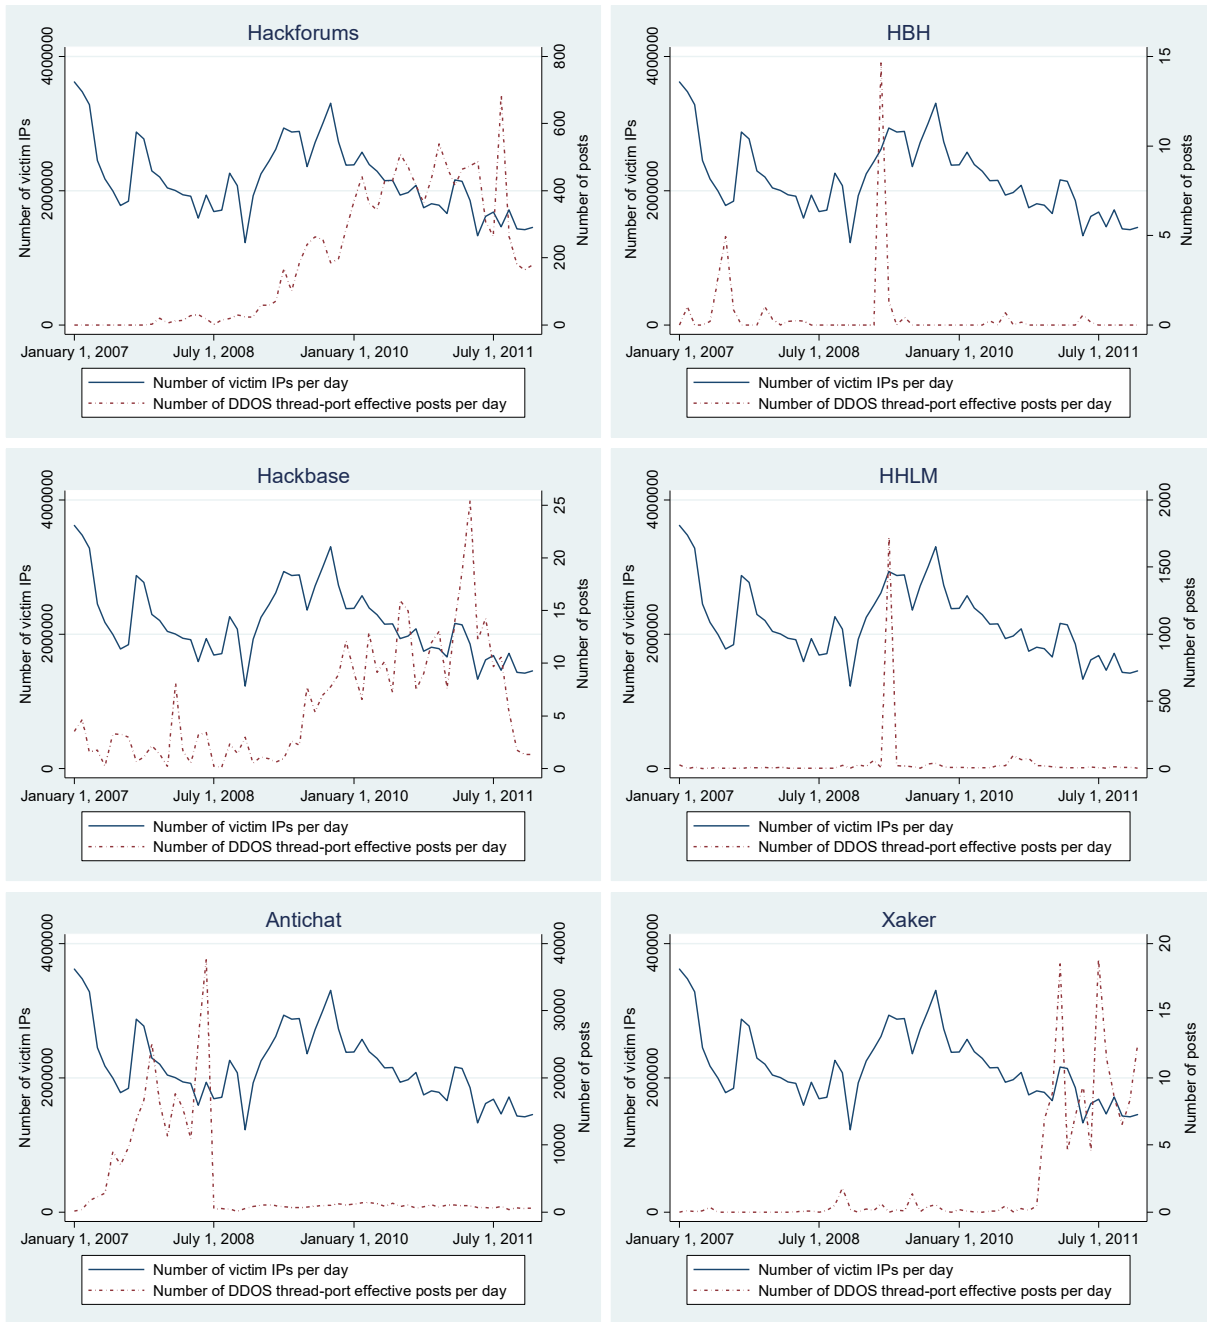 Hackforums
4000000
2000000
0
Number of victim IPs
800
600
400
200
0
Number of posts
January 1, 2007 July 1, 2008 January 1, 2010 July 1, 2011
Number of victim IPs per day
Number of DDOS thread-port effective posts per day
HBH
4000000
2000000
0
Number of victim IPs
15
10
5
0
Number of posts
January 1, 2007 July 1, 2008 January 1, 2010 July 1, 2011
Number of victim IPs per day
Number of DDOS thread-port effective posts per day
Hackbase
4000000
2000000
0
Number of victim IPs
25
20
15
10
5
0
Number of posts
January 1, 2007 July 1, 2008 January 1, 2010 July 1, 2011
Number of victim IPs per day
Number of DDOS thread-port effective posts per day
HHLM
4000000
2000000
0
Number of victim IPs
2000
1500
1000
500
0
Number of posts
January 1, 2007 July 1, 2008 January 1, 2010 July 1, 2011
Number of victim IPs per day
Number of DDOS thread-port effective posts per day
Antichat
4000000
2000000
0
Number of victim IPs
40000
30000
20000
10000
0
Number of posts
January 1, 2007 July 1, 2008 January 1, 2010 July 1, 2011
Number of victim IPs per day
Number of DDOS thread-port effective posts per day
Xaker
4000000
2000000
0
Number of victim IPs
20
15
10
5
0
Number of posts
January 1, 2007 July 1, 2008 January 1, 2010 July 1, 2011
Number of victim IPs per day
Number of DDOS thread-port effective posts per day